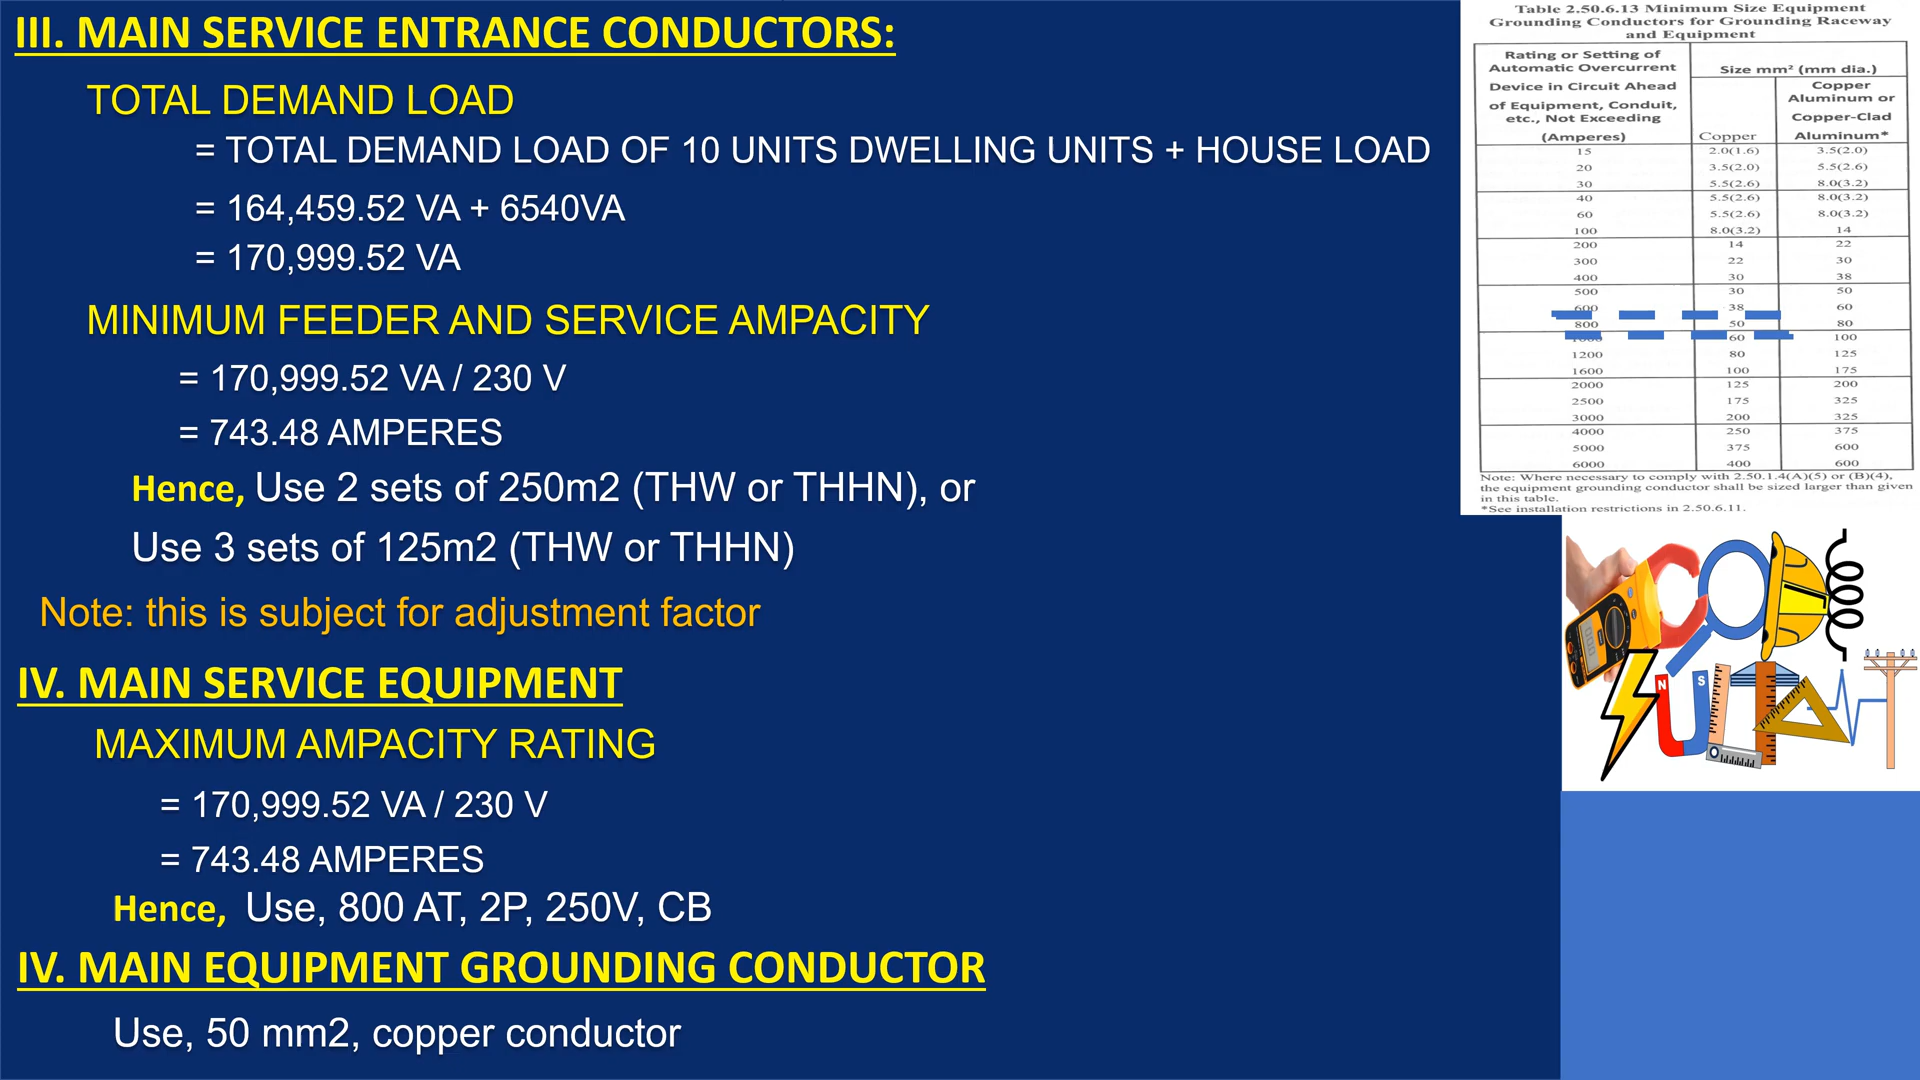 III. MAIN SERVICE ENTRANCE CONDUCTORS:
TOTAL DEMAND LOAD
= TOTAL DEMAND LOAD OF 10 UNITS DWELLING UNITS + HOUSE LOAD
= 164,459.52 VA + 6540VA
= 170,999.52 VA
MINIMUM FEEDER AND SERVICE AMPACITY
= 170,999.52 VA / 230 V
= 743.48 AMPERES
Hence, Use 2 sets of 250m2 (THW or THHN), or
Use 3 sets of 125m2 (THW or THHN)
Note: this is subject for adjustment factor
IV. MAIN SERVICE EQUIPMENT
MAXIMUM AMPACITY RATING
= 170,999.52 VA / 230 V
= 743.48 AMPERES
Hence, Use, 800 AT, 2P, 250V, CB
IV. MAIN EQUIPMENT GROUNDING CONDUCTOR
Use, 50 mm2, copper conductor
Table 2.50.6.13 Minimum Size Equipment
Grounding Conductors for Grounding Raceway
and Equipment
Rating or Setting of
Automatic Overcurrent
Device in Circuit Ahead
of Equipment, Conduit,
etc., Not Exceeding
(Amperes)
Size mm² (mm dia.)
Copper
Copper
Aluminum or
Copper-Clad
Aluminum*
15 2.0(1.6) 3.5(2.0)
20 3.5(2.0) 5.5(2.6)
30 5.5(2.6) 8.0(3.2)
40 5.5(2.6) 8.0(3.2)
60 5.5(2.6) 8.0(3.2)
100 8.0(3.2) 14
200 14 22
300 22 30
400 30 38
500 30 50
600 38 60
800 50 80
1000 60 100
1200 80 125
1600 100 175
2000 125 200
2500 175 325
3000 200 325
4000 250 375
5000 375 600
6000 400 600
Note: Where necessary to comply with 2.50.1.4(A)(5) or (B)(4),
the equipment grounding conductor shall be sized larger than given
in this table.
*See installation restrictions in 2.50.6.11.
N S